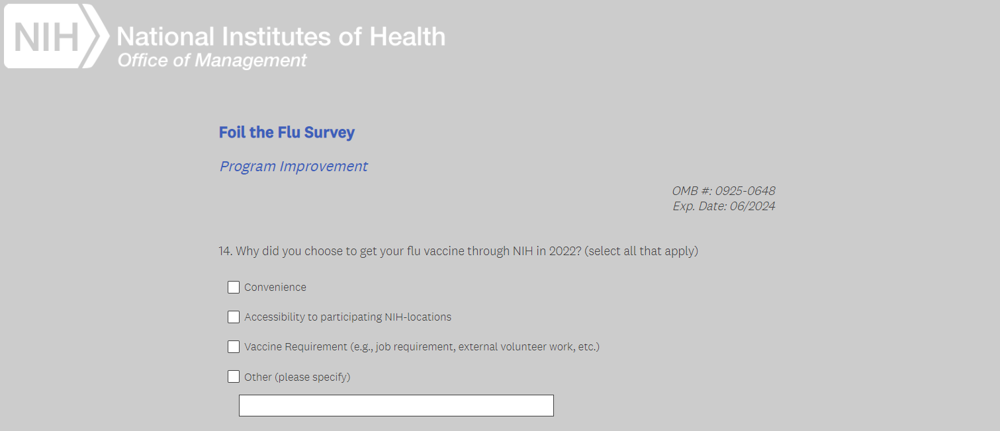 NIH
National Institutes of Health
Office of Management
Foil the Flu Survey
Program Improvement
OMB #: 0925-0648
Exp. Date: 06/2024
14. Why did you choose to get your flu vaccine through NIH in 2022? (select all that apply)
Convenience
Accessibility to participating NIH-locations
Vaccine Requirement (e.g., job requirement, external volunteer work, etc.)
Other (please specify)